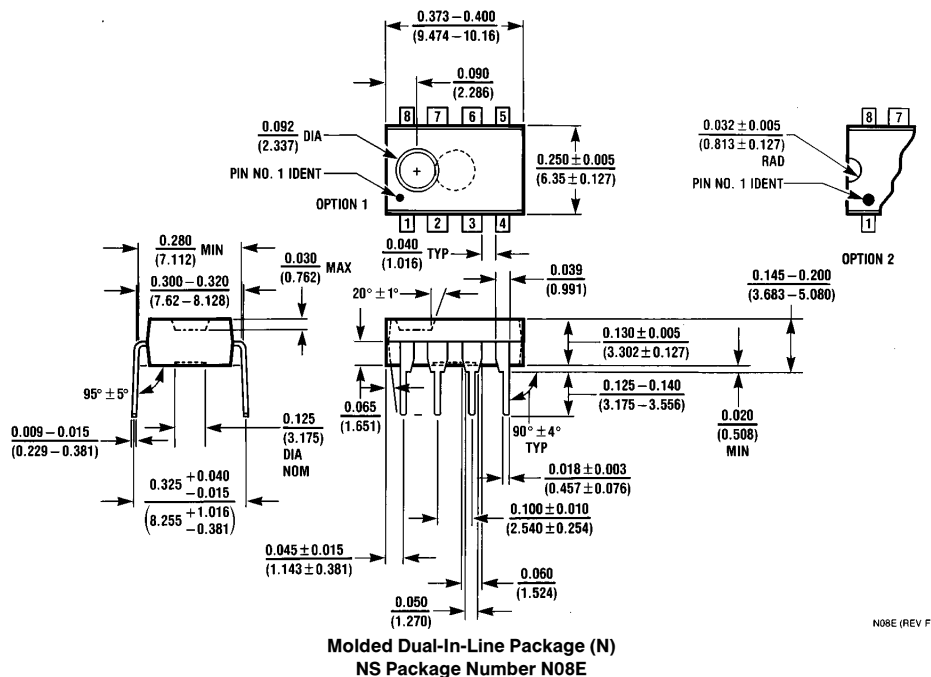 0.373–0.400
(9.474–10.16)
0.090
(2.286)
8 7 6 5
0.092 DIA
(2.337)
PIN NO. 1 IDENT
OPTION 1
1 2 3 4
0.250 ± 0.005
(6.35 ± 0.127)
0.032 ± 0.005
(0.813 ± 0.127)
RAD
PIN NO. 1 IDENT
8 7
1
OPTION 2
0.280 MIN
(7.112)
0.300–0.320
(7.62–8.128)
0.030 MAX
(0.762)
0.040 TYP
(1.016)
0.039
(0.991)
20° ± 1°
0.145–0.200
(3.683–5.080)
0.130 ± 0.005
(3.302 ± 0.127)
0.125–0.140
(3.175–3.556)
0.020
(0.508)
MIN
95° ± 5°
0.009–0.015
(0.229–0.381)
0.125
(3.175)
DIA
NOM
0.065
(1.651)
90° ± 4°
TYP
0.018 ± 0.003
(0.457 ± 0.076)
0.325 +0.040
−0.015
(8.255 +1.016
−0.381)
0.100 ± 0.010
(2.540 ± 0.254)
0.045 ± 0.015
(1.143 ± 0.381)
0.060
(1.524)
0.050
(1.270)
N08E (REV F
Molded Dual-In-Line Package (N)
NS Package Number N08E